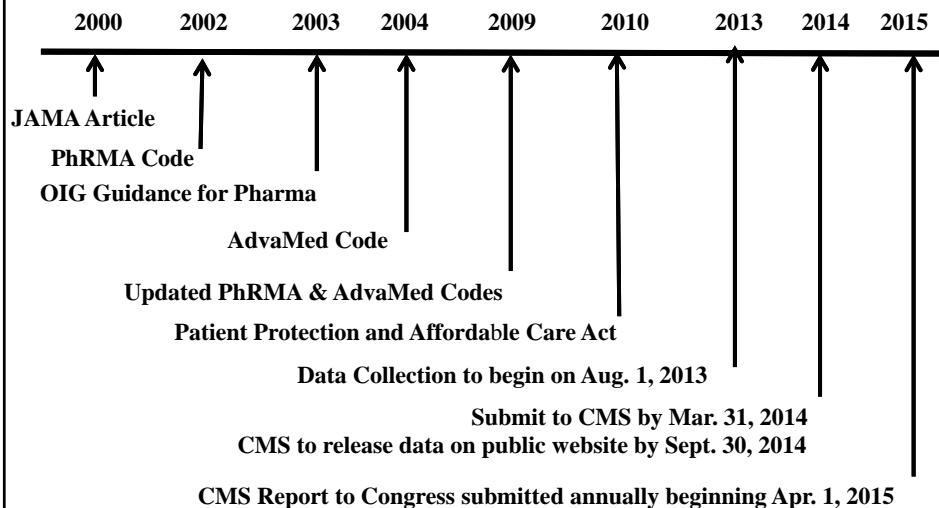 2000 2002 2003 2004 2009 2010 2013 2014 2015
JAMA Article
PhRMA Code
OIG Guidance for Pharma
AdvaMed Code
Updated PhRMA & AdvaMed Codes
Patient Protection and Affordable Care Act
Data Collection to begin on Aug. 1, 2013
Submit to CMS by Mar. 31, 2014
CMS to release data on public website by Sept. 30, 2014
CMS Report to Congress submitted annually beginning Apr. 1, 2015